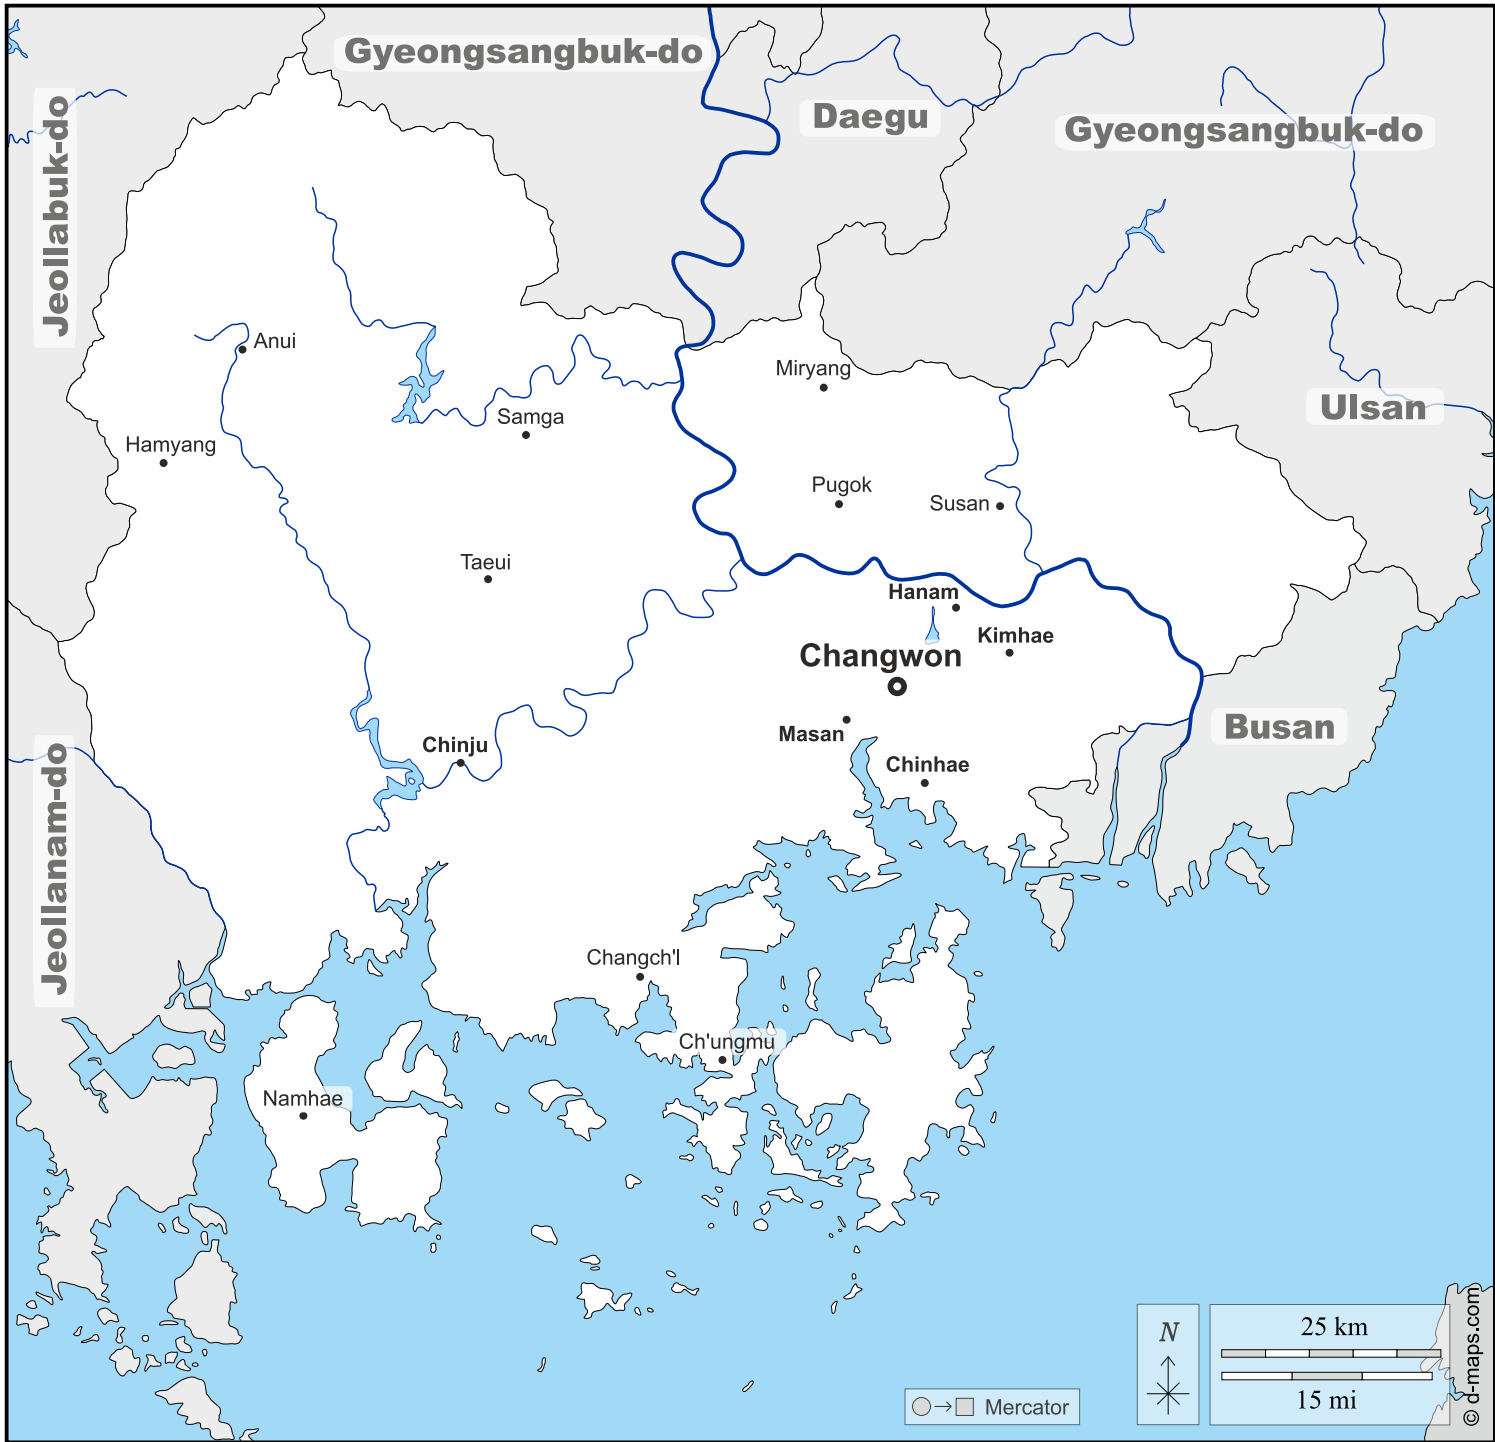 Gyeongsangbuk-do
Daegu
Gyeongsangbuk-do
Jeollabuk-do
Anui
Miryang
Ulsan
Samga
Hamyang
Pugok
Susan
Taeui
Hanam
Kimhae
Changwon
Busan
Masan
Chinju
Chinhae
Jeollanam-do
Changch'l
Ch'ungmu
Namhae
N
25 km
15 mi
Mercator
© d-maps.com